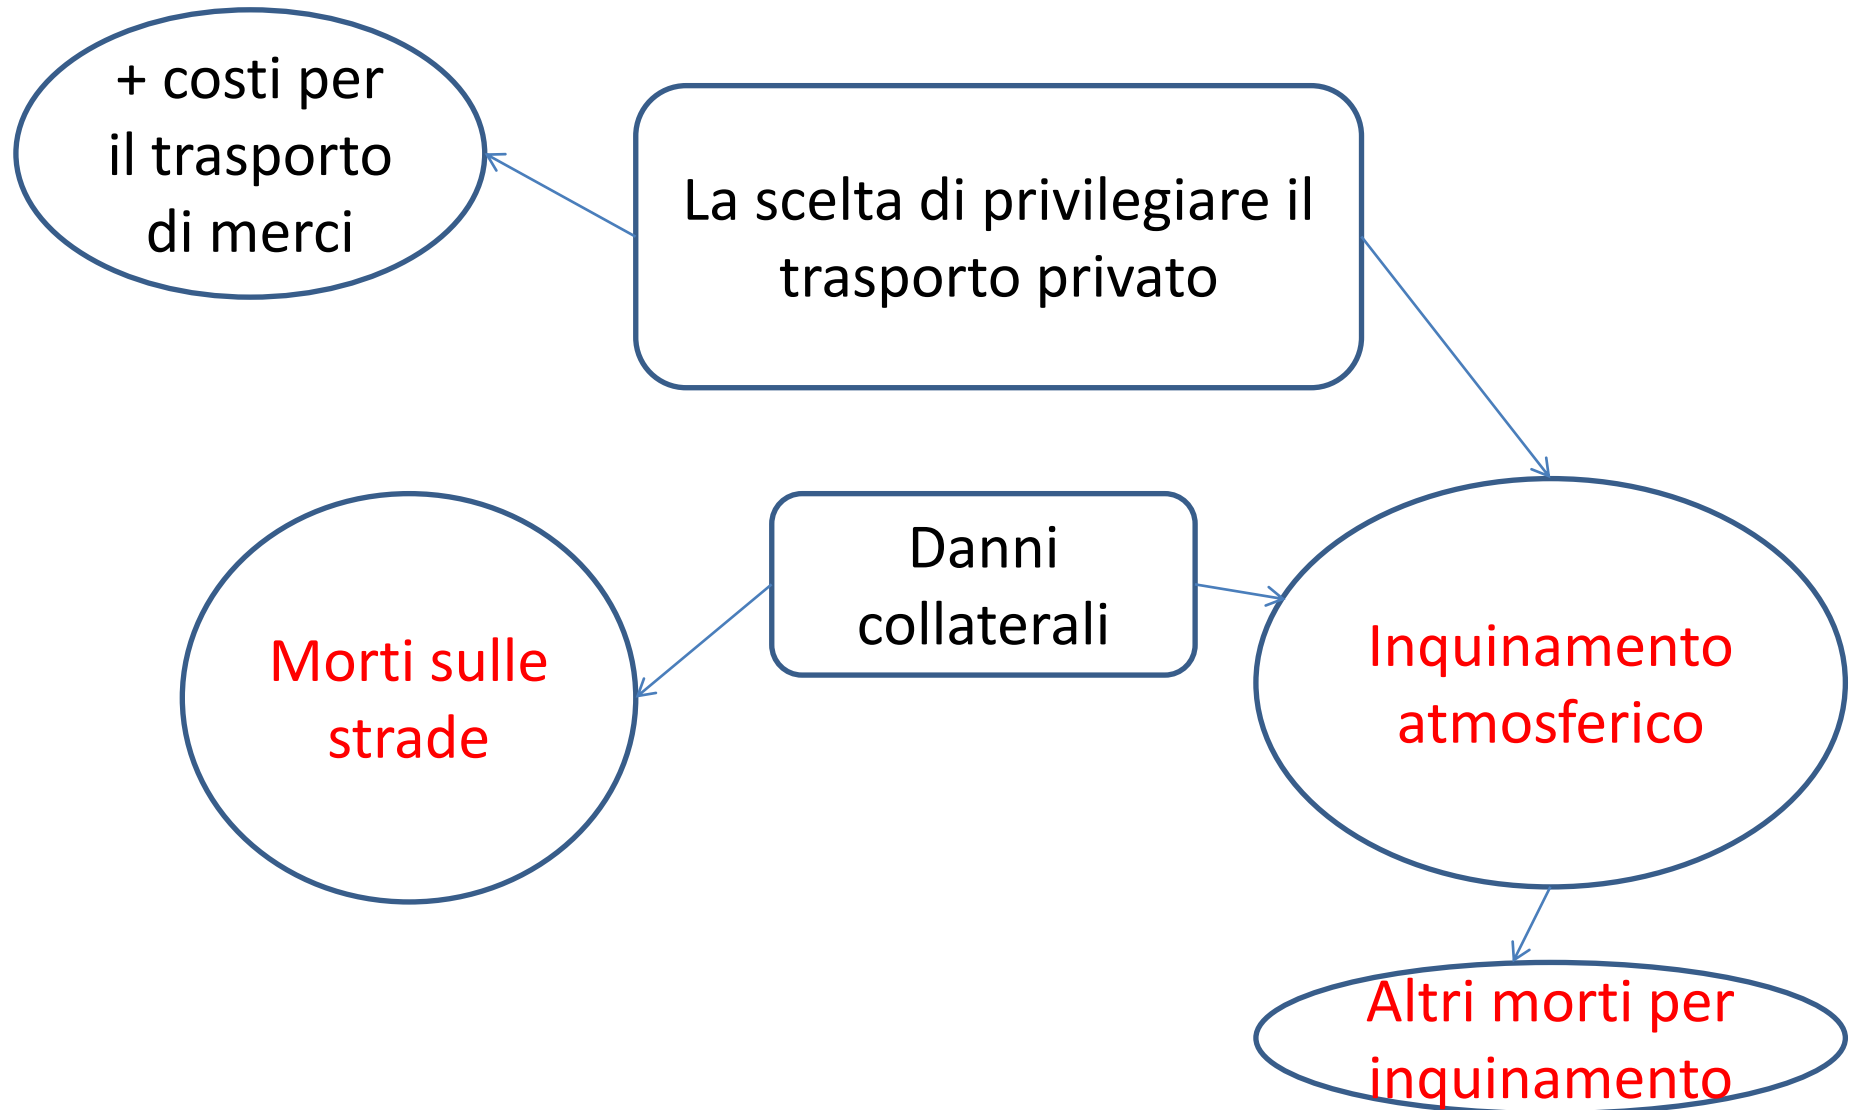 + costi per
il trasporto
di merci
La scelta di privilegiare il
trasporto privato
Danni
collaterali
Morti sulle
strade
Inquinamento
atmosferico
Altri morti per
inquinamento